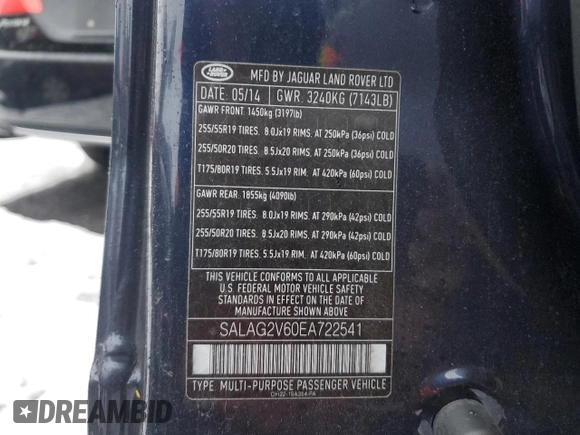 LAND ROVER
MFD BY JAGUAR LAND ROVER LTD
DATE: 05/14 GWR. 3240KG (7143LB)
GAWR FRONT 1450kg (3197lb)
255/55R19 TIRES. 8.0Jx19 RIMS. AT 250kPa (36psi) COLD
255/50R20 TIRES. 8.5Jx20 RIMS. AT 250kPa (36psi) COLD
T175/80R19 TIRES. 5.5Jx19 RIM. AT 420kPa (60psi) COLD
GAWR REAR. 1855kg (4090lb)
255/55R19 TIRES. 8.0Jx19 RIMS. AT 290kPa (42psi) COLD
255/50R20 TIRES. 8.5Jx20 RIMS. AT 290kPa (42psi) COLD
T175/80R19 TIRES. 5.5Jx19 RIM. AT 420kPa (60psi) COLD
THIS VEHICLE CONFORMS TO ALL APPLICABLE
U.S. FEDERAL MOTOR VEHICLE SAFETY
STANDARDS IN EFFECT ON THE DATE OF
MANUFACTURE SHOWN ABOVE
SALAG2V60EA722541
TYPE: MULTI-PURPOSE PASSENGER VEHICLE
DREAMBID